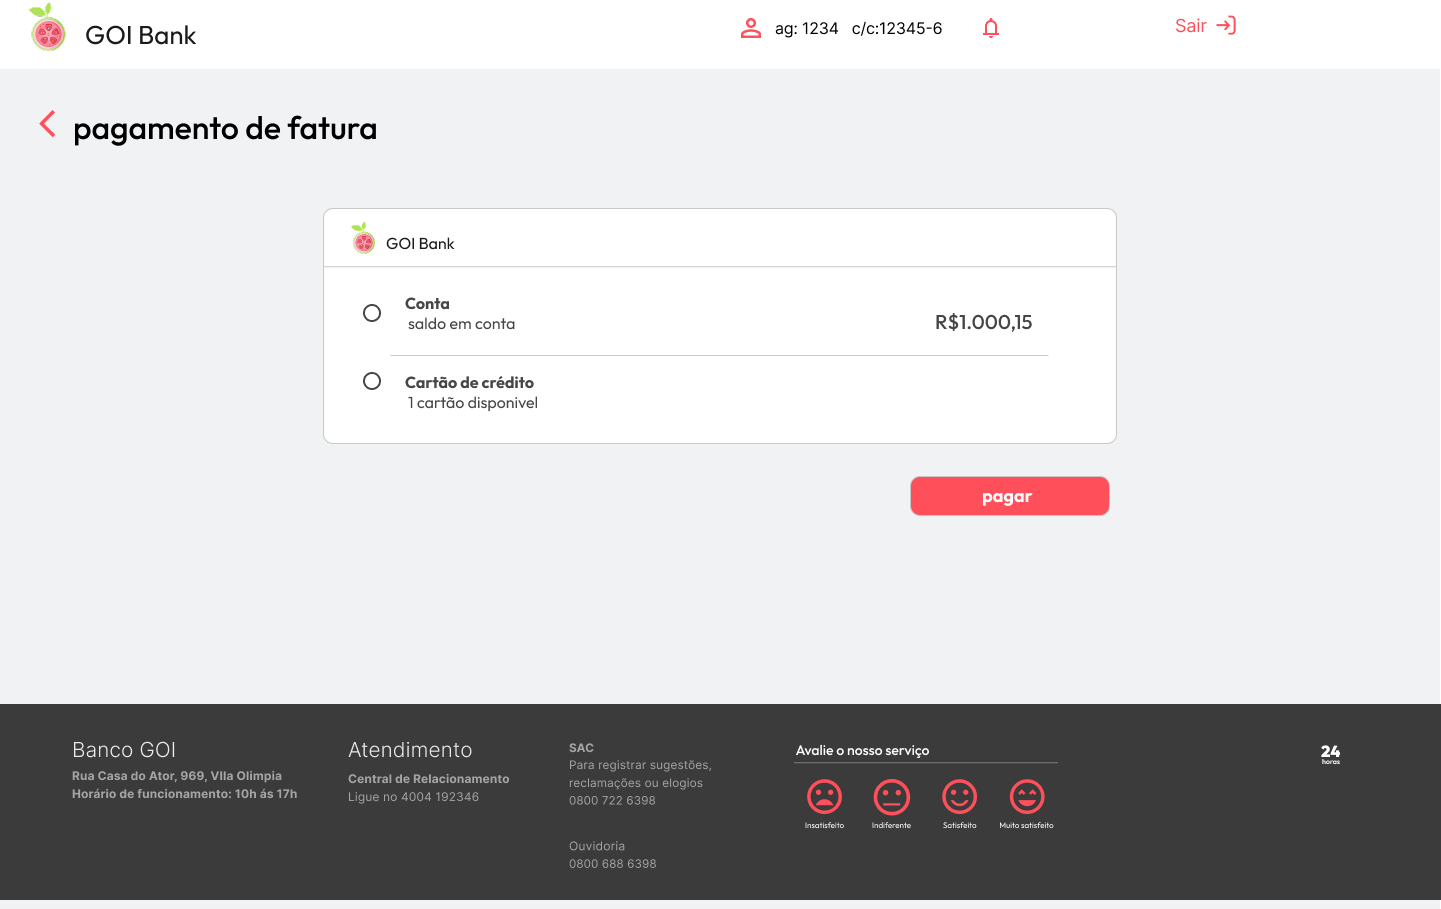 GOI Bank
ag: 1234 c/c:12345-6
Sair
pagamento de fatura
GOI Bank
Conta
saldo em conta
R$1.000,15
Cartão de crédito
1 cartão disponivel
pagar
Banco GOI
Rua Casa do Ator, 969, VIla Olimpia
Horário de funcionamento: 10h ás 17h
Atendimento
Central de Relacionamento
Ligue no 4004 192346
SAC
Para registrar sugestões,
reclamações ou elogios
0800 722 6398
Ouvidoria
0800 688 6398
Avalie o nosso serviço
Insatisfeito
Indiferente
Satisfeito
Muito satisfeito
24
horas